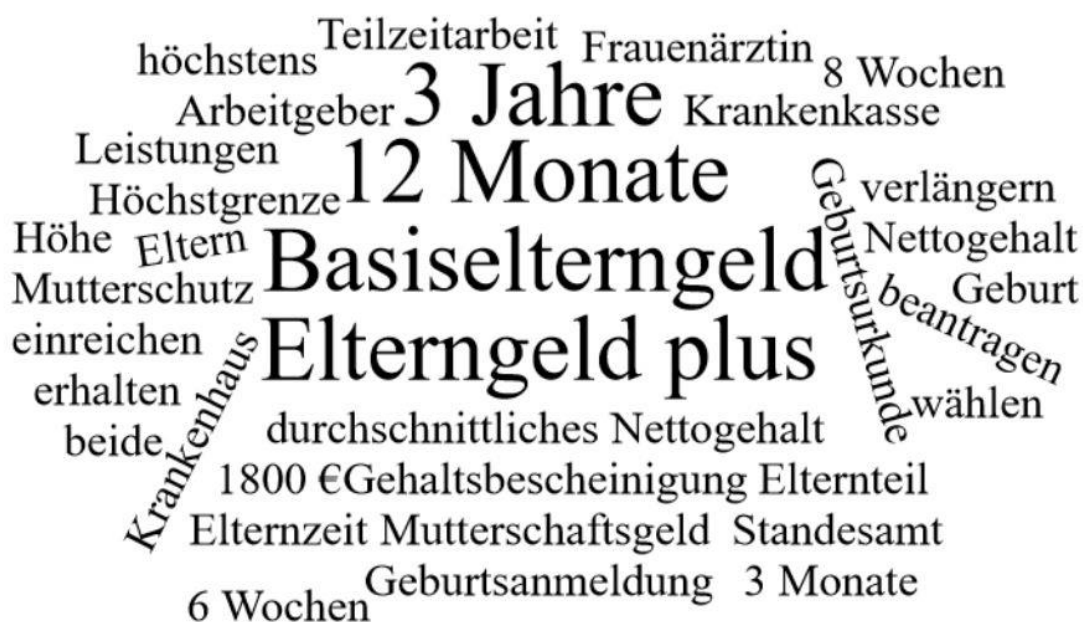 Teilzeitarbeit
Frauenärztin
höchstens
8 Wochen
Arbeitgeber
3 Jahre
Krankenkasse
Leistungen
12 Monate
Höchstgrenze
Geburtsurkunde
verlängern
Höhe
Eltern
Basiselterngeld
Nettogehalt
Mutterschutz
beantragen
Geburt
einreichen
Krankenhaus
Elterngeld plus
erhalten
wählen
beide
durchschnittliches Nettogehalt
1800 €
Gehaltsbescheinigung
Elternteil
Elternzeit
Mutterschaftsgeld
Standesamt
Geburtsanmeldung
3 Monate
6 Wochen